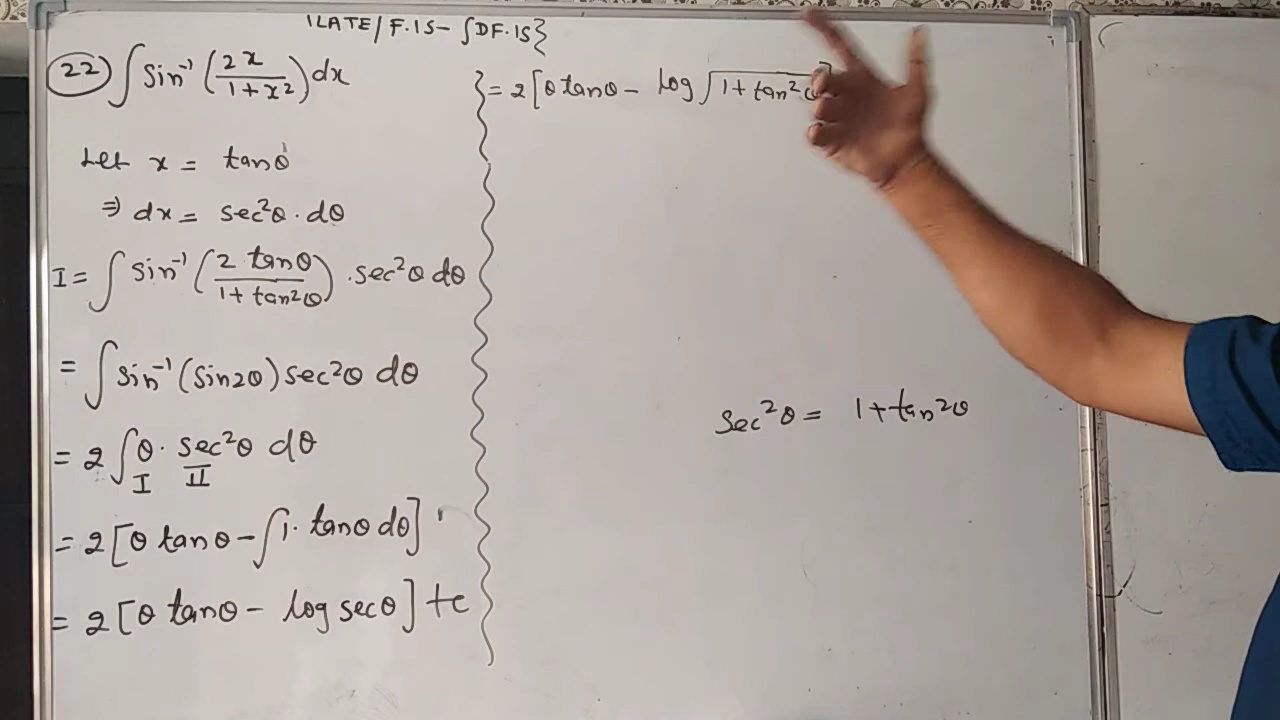 ILATE / F.IS - ∫DF.IS}
22) ∫ sin⁻¹ (2x / 1+x²) dx
Let x = tanθ
⇒ dx = sec²θ . dθ
I = ∫ sin⁻¹ (2 tanθ / 1+tan²θ) . sec²θ dθ
= ∫ sin⁻¹ (sin2θ) sec²θ dθ
= 2 ∫ θ . sec²θ dθ
I II
= 2 [θ tanθ - ∫ 1. tanθ dθ]
= 2 [θ tanθ - log secθ] + c
= 2 [θ tanθ - log √1+tan²θ]
sec²θ = 1+tan²θ